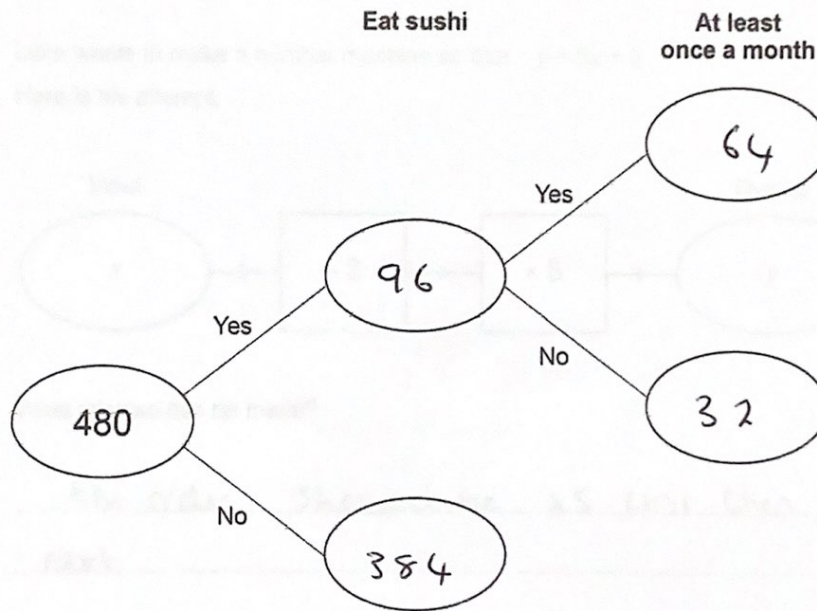 Eat sushi
At least
once a month
64
Yes
96
Yes
No
480
32
No
384